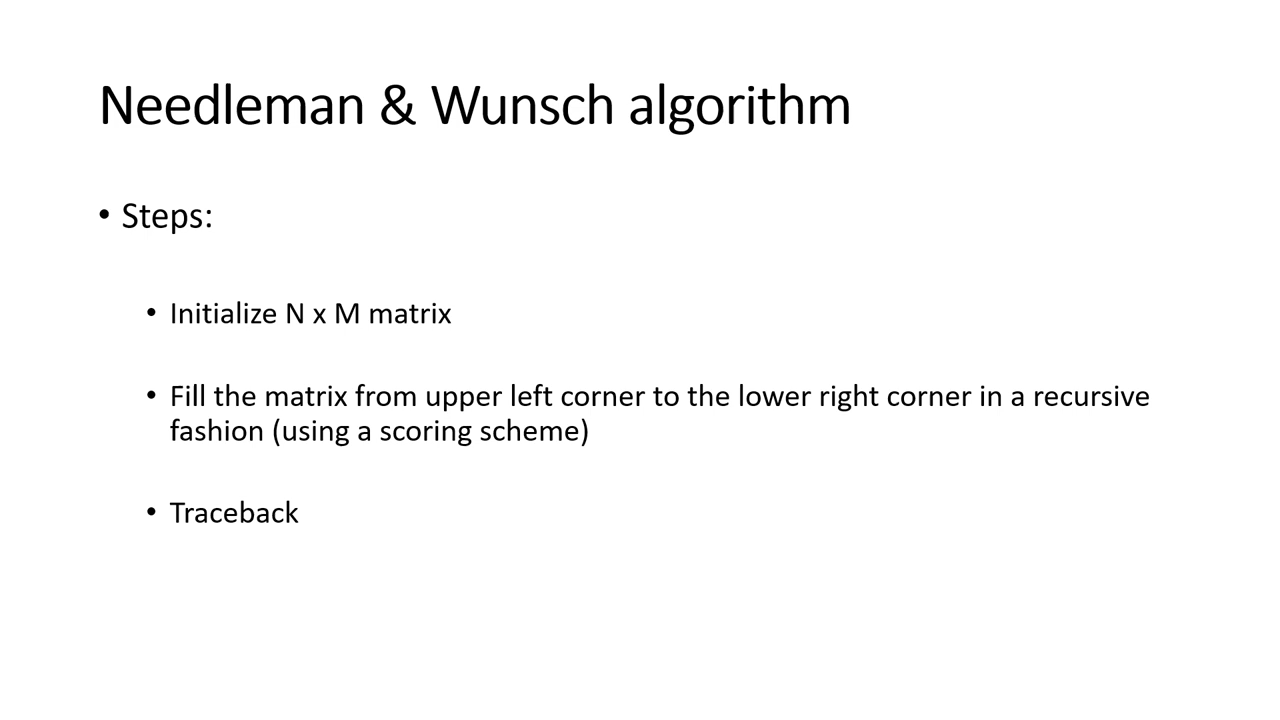 Needleman & Wunsch algorithm
• Steps:
• Initialize N x M matrix
• Fill the matrix from upper left corner to the lower right corner in a recursive
fashion (using a scoring scheme)
• Traceback